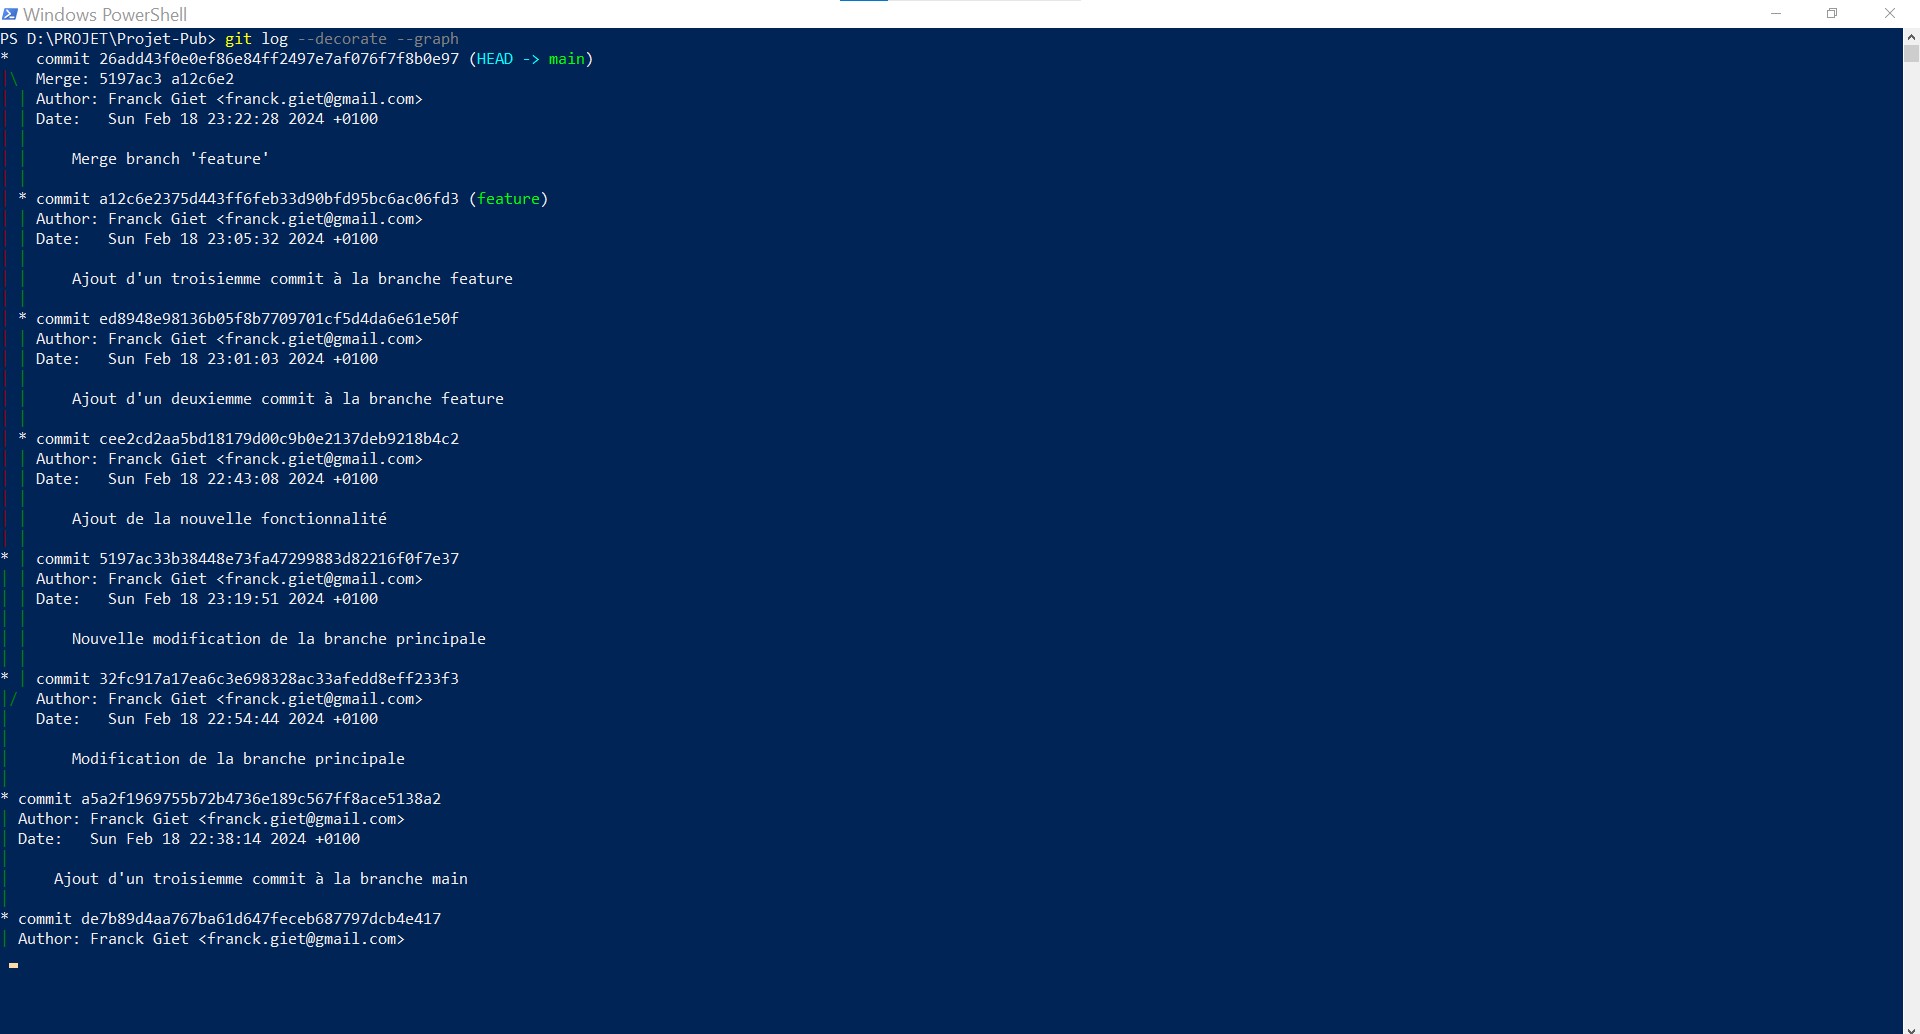 Windows PowerShell
PS D:\PROJET\Projet-Pub> git log --decorate --graph
*   commit 26add43f0e0ef86e84ff2497e7af076f7f8b0e97 (HEAD -> main)
|\  Merge: 5197ac3 a12c6e2
| | Author: Franck Giet <franck.giet@gmail.com>
| | Date:   Sun Feb 18 23:22:28 2024 +0100
| |
| |     Merge branch 'feature'
| |
| * commit a12c6e2375d443ff6feb33d90bfd95bc6ac06fd3 (feature)
| | Author: Franck Giet <franck.giet@gmail.com>
| | Date:   Sun Feb 18 23:05:32 2024 +0100
| |
| |     Ajout d'un troisiemme commit à la branche feature
| |
| * commit ed8948e98136b05f8b7709701cf5d4da6e61e50f
| | Author: Franck Giet <franck.giet@gmail.com>
| | Date:   Sun Feb 18 23:01:03 2024 +0100
| |
| |     Ajout d'un deuxiemme commit à la branche feature
| |
| * commit cee2cd2aa5bd18179d00c9b0e2137deb9218b4c2
| | Author: Franck Giet <franck.giet@gmail.com>
| | Date:   Sun Feb 18 22:43:08 2024 +0100
| |
| |     Ajout de la nouvelle fonctionnalité
| |
* | commit 5197ac33b38448e73fa47299883d82216f0f7e37
| | Author: Franck Giet <franck.giet@gmail.com>
| | Date:   Sun Feb 18 23:19:51 2024 +0100
| |
| |     Nouvelle modification de la branche principale
| |
* | commit 32fc917a17ea6c3e698328ac33afedd8eff233f3
|/  Author: Franck Giet <franck.giet@gmail.com>
|   Date:   Sun Feb 18 22:54:44 2024 +0100
|
|       Modification de la branche principale
|
* commit a5a2f1969755b72b4736e189c567ff8ace5138a2
| Author: Franck Giet <franck.giet@gmail.com>
| Date:   Sun Feb 18 22:38:14 2024 +0100
|
|     Ajout d'un troisiemme commit à la branche main
|
* commit de7b89d4aa767ba61d647feceb687797dcb4e417
| Author: Franck Giet <franck.giet@gmail.com>